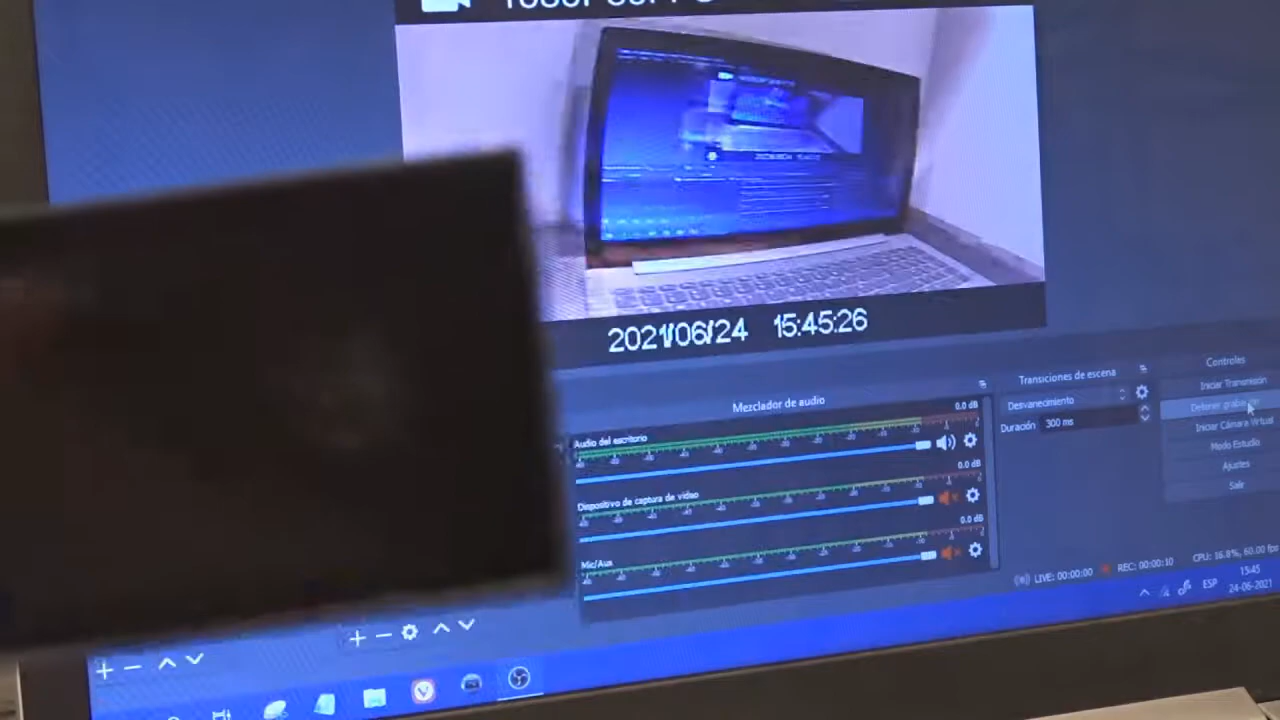 2021/06/24 15:45:26
Controles
Iniciar Transmisión
Iniciar Cámara Virtual
Modo Estudio
Ajustes
Salir
Transiciones de escena
Desvanecimiento
Duración 300 ms
Mezclador de audio
Audio del escritorio 0.0 dB
Dispositivo de captura de video 0.0 dB
Mic/Aux 0.0 dB
LIVE: 00:00:00 REC: 00:00:10 CPU: 16.8%, 60.00 fps
ESP 15:45
24-06-2021